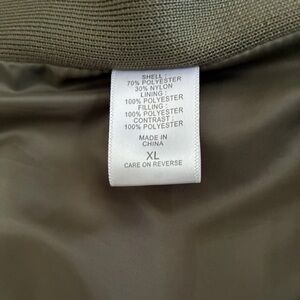 SHELL :
70% POLYESTER
30% NYLON
LINING :
100% POLYESTER
FILLING :
100% POLYESTER
CONTRAST :
100% POLYESTER
MADE IN
CHINA
XL
CARE ON REVERSE